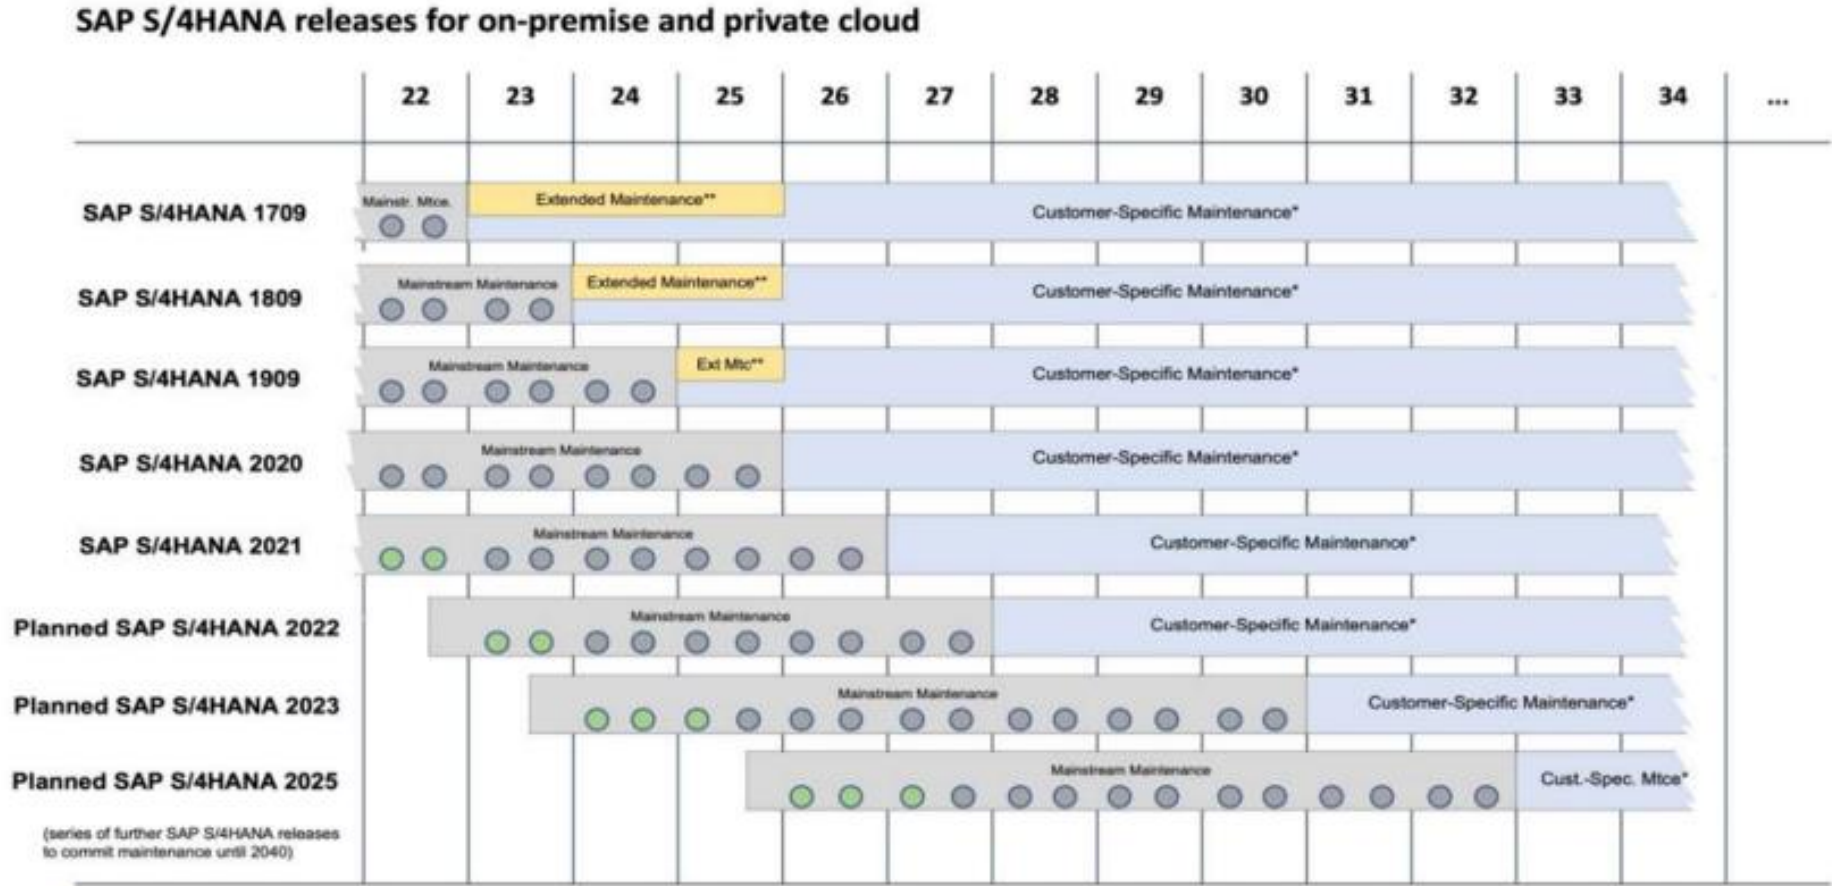 SAP S/4HANA releases for on-premise and private cloud
22 23 24 25 26 27 28 29 30 31 32 33 34 ...
SAP S/4HANA 1709
Mainstr. Mtce.
Extended Maintenance**
Customer-Specific Maintenance*
SAP S/4HANA 1809
Mainstream Maintenance
Extended Maintenance**
Customer-Specific Maintenance*
SAP S/4HANA 1909
Mainstream Maintenance
Ext Mtc**
Customer-Specific Maintenance*
SAP S/4HANA 2020
Mainstream Maintenance
Customer-Specific Maintenance*
SAP S/4HANA 2021
Mainstream Maintenance
Customer-Specific Maintenance*
Planned SAP S/4HANA 2022
Mainstream Maintenance
Customer-Specific Maintenance*
Planned SAP S/4HANA 2023
Mainstream Maintenance
Customer-Specific Maintenance*
Planned SAP S/4HANA 2025
Mainstream Maintenance
Cust.-Spec. Mtce*
(series of further SAP S/4HANA releases
to commit maintenance until 2040)